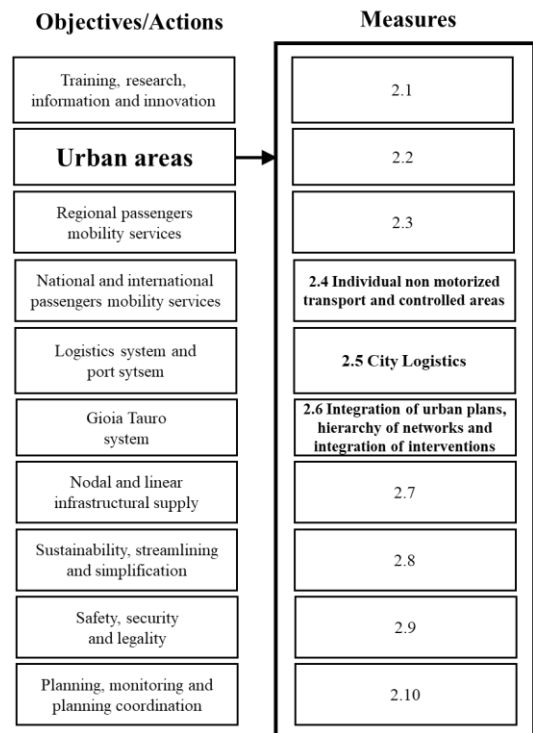 Objectives/Actions
Measures
Training, research,
information and innovation
2.1
Urban areas
2.2
Regional passengers
mobility services
2.3
National and international
passengers mobility services
2.4 Individual non motorized
transport and controlled areas
Logistics system and
port sytsem
2.5 City Logistics
Gioia Tauro
system
2.6 Integration of urban plans,
hierarchy of networks and
integration of interventions
Nodal and linear
infrastructural supply
2.7
Sustainability, streamlining
and simplification
2.8
Safety, security
and legality
2.9
Planning, monitoring and
planning coordination
2.10